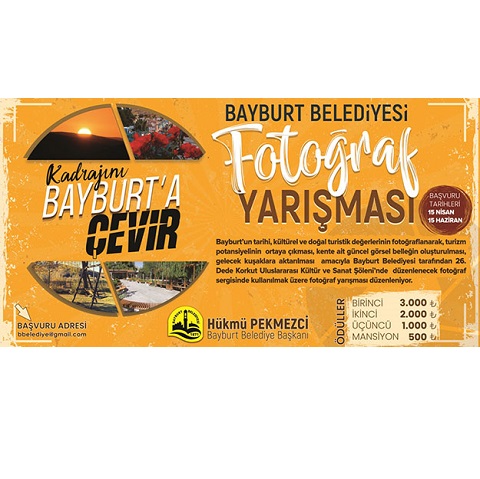 BAYBURT BELEDİYESİ
Fotoğraf
YARIŞMASI
Kadrajını
BAYBURT'A
ÇEVİR
BAŞVURU
TARİHLERİ
15 NİSAN
15 HAZİRAN
Bayburt'un tarihi, kültürel ve doğal turistik değerlerinin fotoğraflanarak, turizm
potansiyelinin ortaya çıkması, kente ait güncel görsel belleğin oluşturulması,
gelecek kuşaklara aktarılması amacıyla Bayburt Belediyesi tarafından 26.
Dede Korkut Uluslararası Kültür ve Sanat Şöleni'nde düzenlenecek fotoğraf
sergisinde kullanılmak üzere fotoğraf yarışması düzenleniyor.
BAŞVURU ADRESİ
bbelediye@gmail.com
Hükmü PEKMEZCİ
Bayburt Belediye Başkanı
ÖDÜLLER
BİRİNCİ 3.000 ₺
İKİNCİ 2.000 ₺
ÜÇÜNCÜ 1.000 ₺
MANSİYON 500 ₺